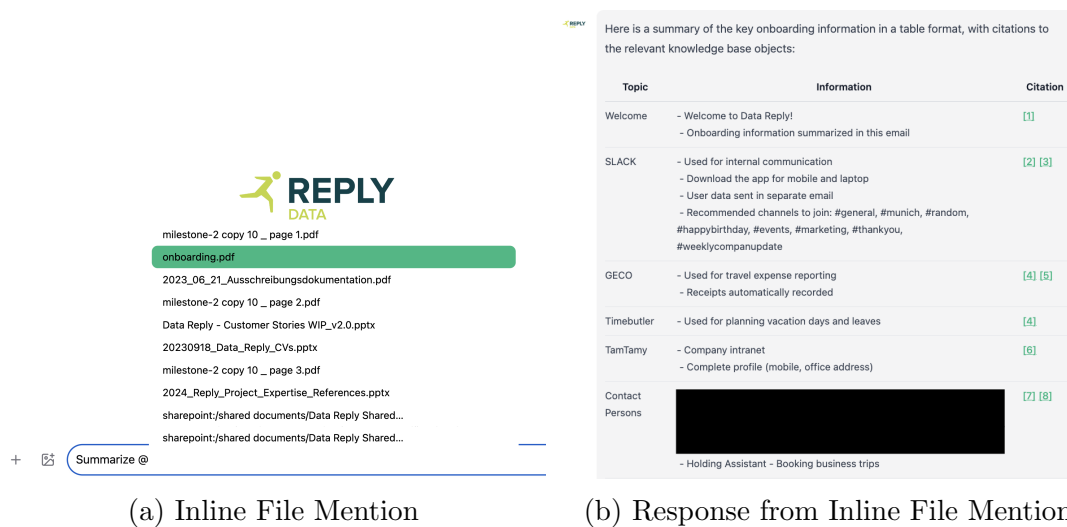 REPLY
DATA
milestone-2 copy 10 _ page 1.pdf
onboarding.pdf
2023_06_21_Ausschreibungsdokumentation.pdf
milestone-2 copy 10 _ page 2.pdf
Data Reply - Customer Stories WIP_v2.0.pptx
20230918_Data_Reply_CVs.pptx
milestone-2 copy 10 _ page 3.pdf
2024_Reply_Project_Expertise_References.pptx
sharepoint:/shared documents/Data Reply Shared...
sharepoint:/shared documents/Data Reply Shared...
Summarize @
(a) Inline File Mention
REPLY
Here is a summary of the key onboarding information in a table format, with citations to
the relevant knowledge base objects:
Topic Information Citation
Welcome - Welcome to Data Reply! [1]
- Onboarding information summarized in this email
SLACK - Used for internal communication [2] [3]
- Download the app for mobile and laptop
- User data sent in separate email
- Recommended channels to join: #general, #munich, #random,
#happybirthday, #events, #marketing, #thankyou,
#weeklycompanupdate
GECO - Used for travel expense reporting [4] [5]
- Receipts automatically recorded
Timebutler - Used for planning vacation days and leaves [4]
TamTamy - Company intranet [6]
- Complete profile (mobile, office address)
Contact [7] [8]
Persons
- Holding Assistant - Booking business trips
(b) Response from Inline File Mention